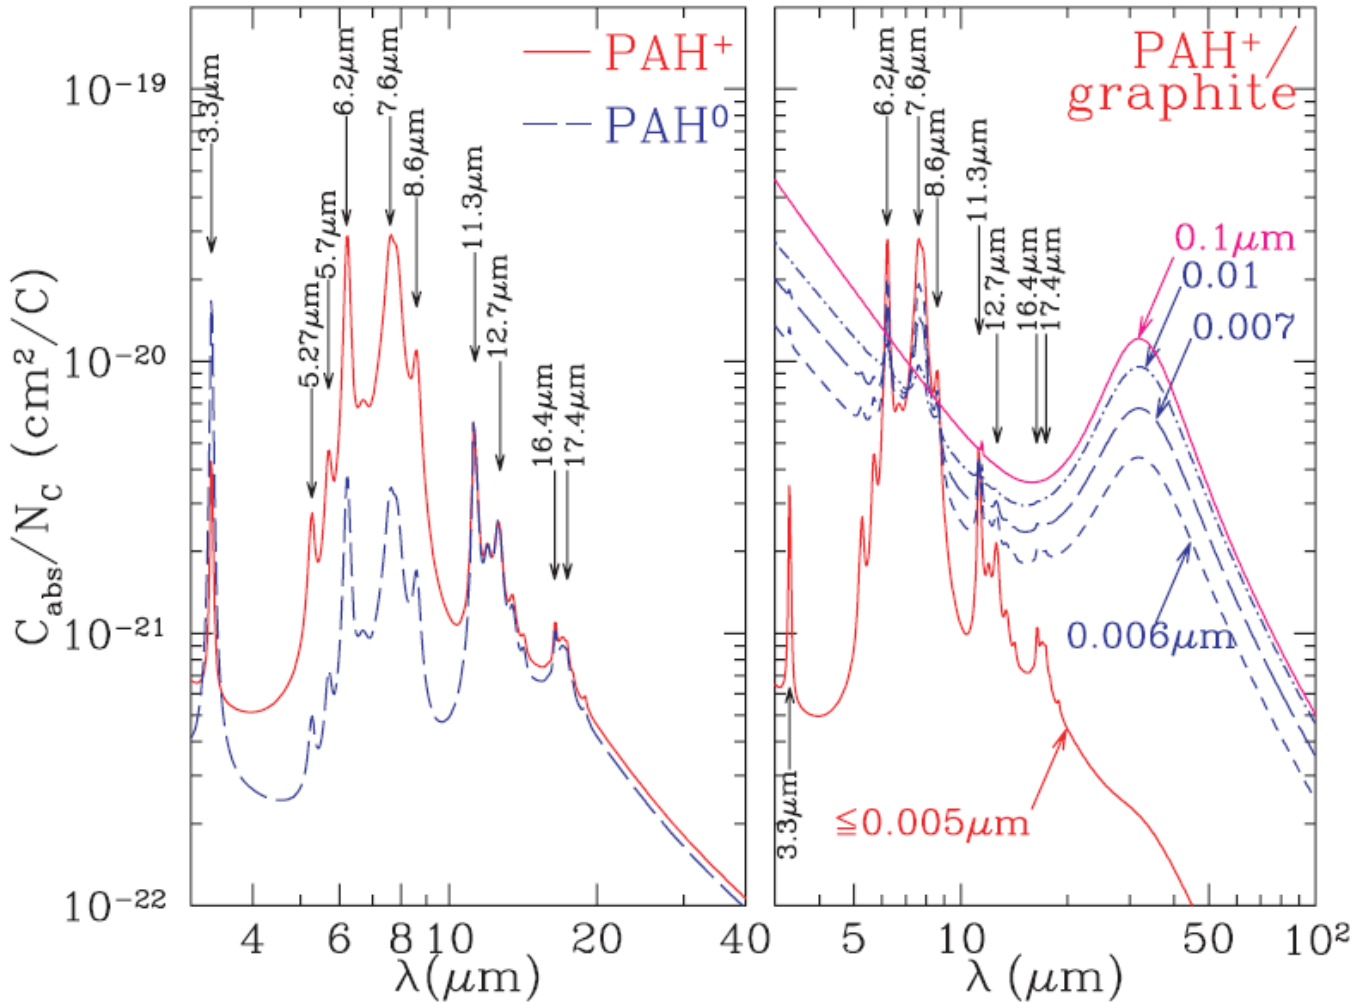 C_abs/N_C (cm²/C)
10⁻¹⁹
10⁻²⁰
10⁻²¹
10⁻²²
PAH⁺
PAH⁰
3.3μm
5.27μm
5.7μm
6.2μm
7.6μm
8.6μm
11.3μm
12.7μm
16.4μm
17.4μm
4 6 8 10 20 40
λ(μm)
PAH⁺/
graphite
6.2μm
7.6μm
8.6μm
11.3μm
12.7μm
16.4μm
17.4μm
0.1μm
0.01
0.007
0.006μm
≦0.005μm
3.3μm
5 10 50 10²
λ (μm)